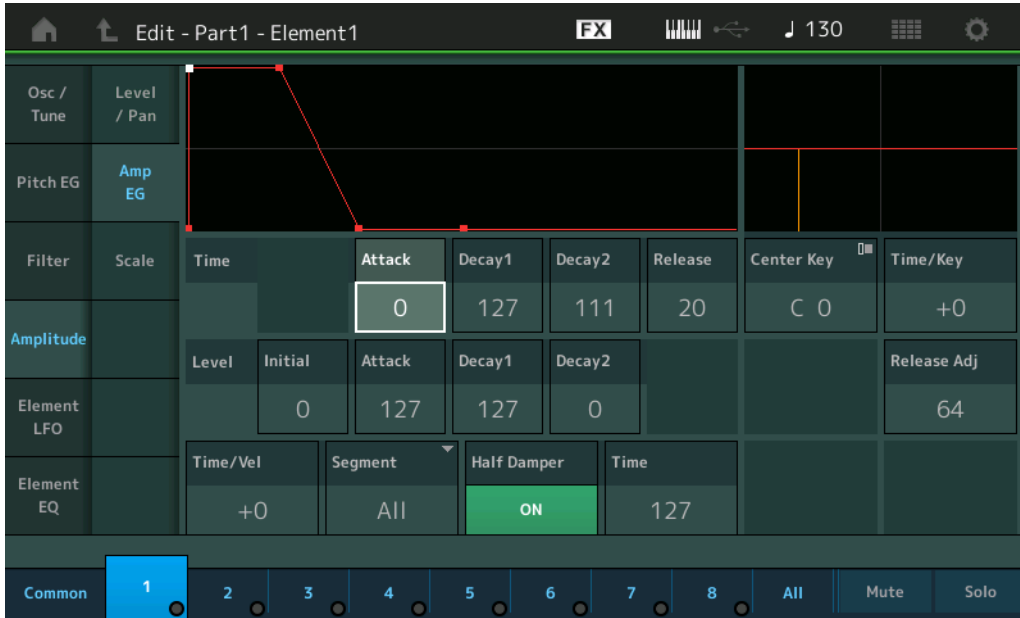 Edit - Part1 - Element1
FX
♩ 130
Osc /
Tune
Level
/ Pan
Pitch EG
Amp
EG
Filter
Scale
Time
Attack
Decay1
Decay2
Release
Center Key
Time/Key
0
127
111
20
C 0
+0
Amplitude
Level
Initial
Attack
Decay1
Decay2
Release Adj
Element
LFO
0
127
127
0
64
Time/Vel
Segment
Half Damper
Time
Element
EQ
+0
All
ON
127
Common
1
2
3
4
5
6
7
8
All
Mute
Solo